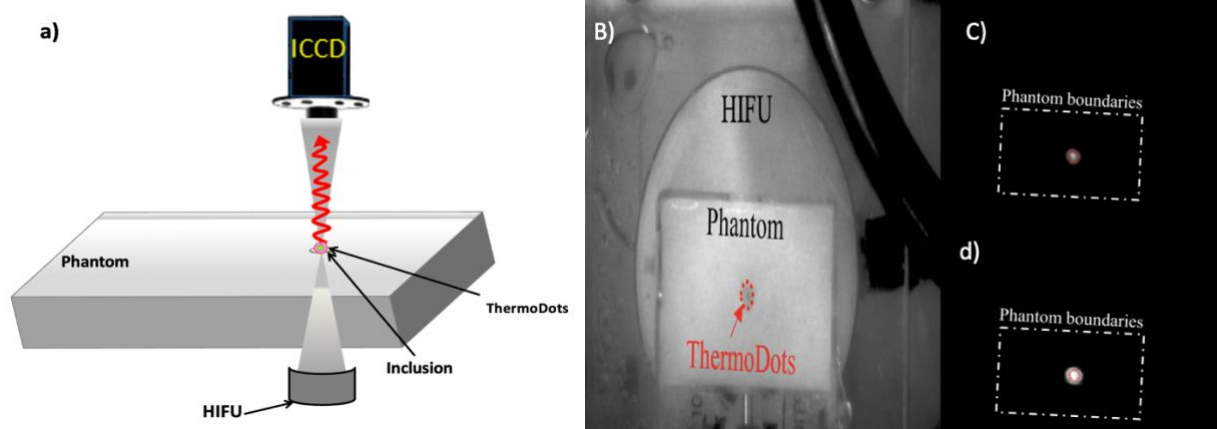 a)
ICCD
Phantom
ThermoDots
Inclusion
HIFU
B)
HIFU
Phantom
ThermoDots
C)
Phantom boundaries
d)
Phantom boundaries